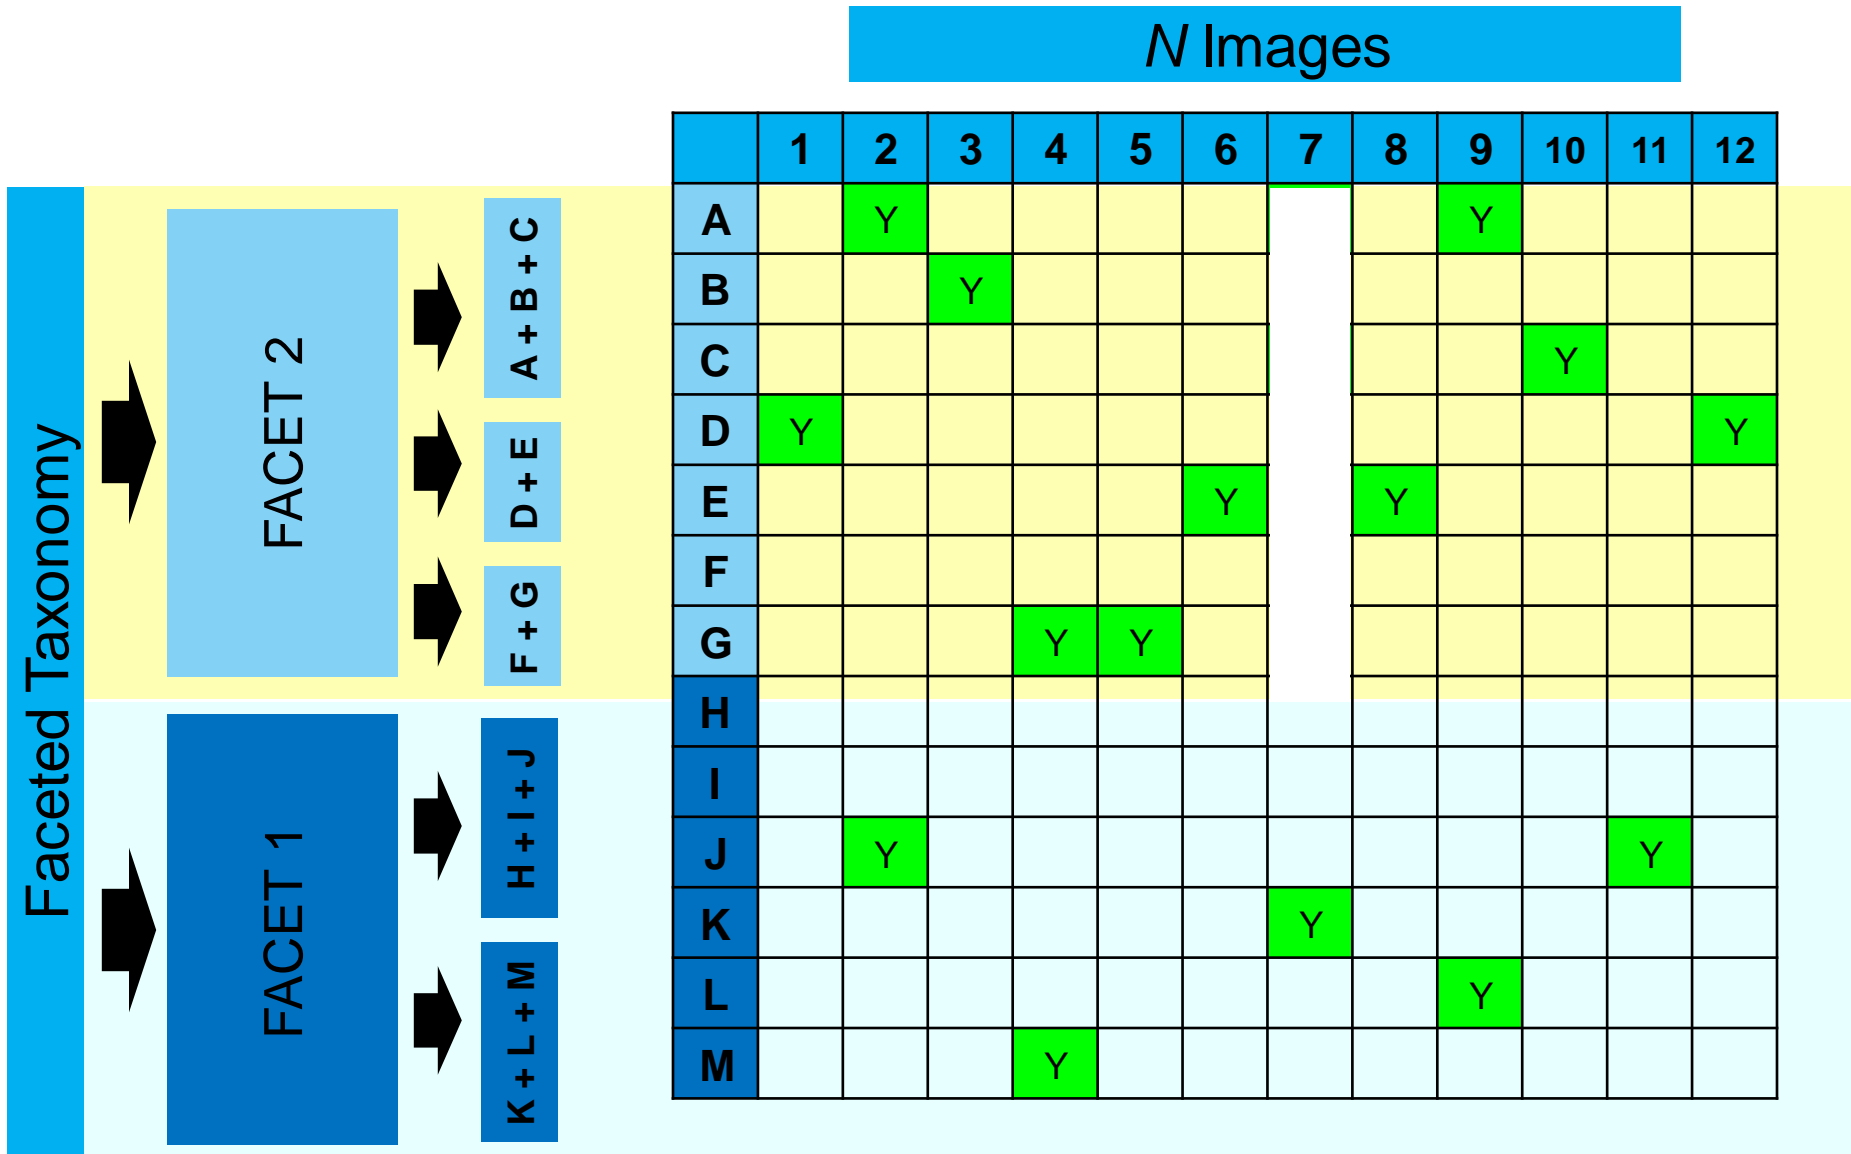 N Images
1 2 3 4 5 6 7 8 9 10 11 12
Faceted Taxonomy
FACET 2
A + B + C
D + E
F + G
FACET 1
H + I + J
K + L + M
A Y Y
B Y
C Y
D Y Y
E Y Y
F
G Y Y
H
I
J Y Y
K Y
L Y
M Y